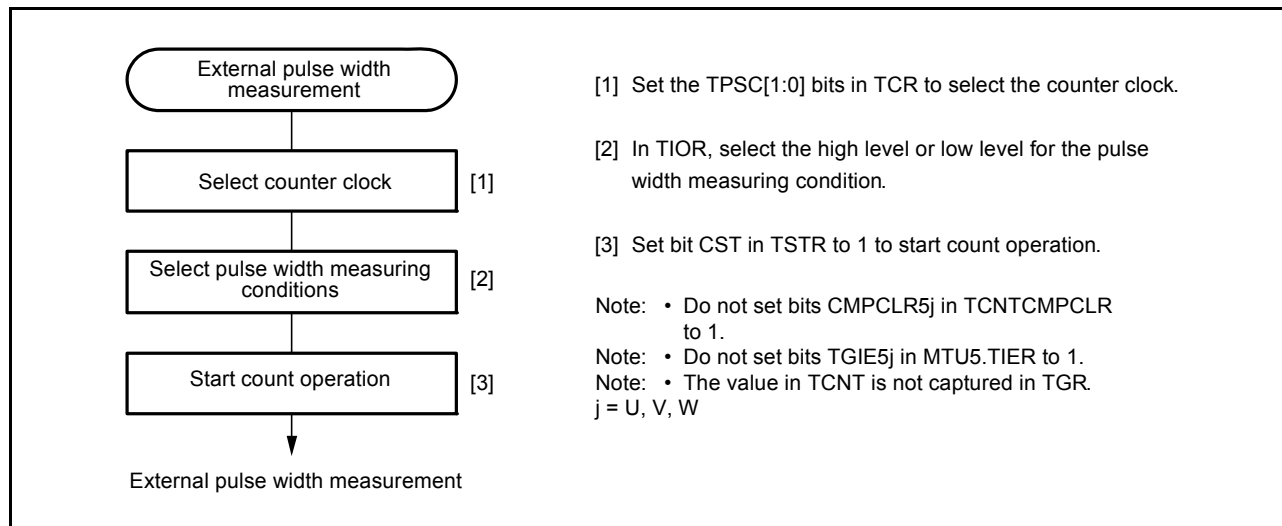 External pulse width
measurement
Select counter clock
[1]
Select pulse width measuring
conditions
[2]
Start count operation
[3]
External pulse width measurement
[1] Set the TPSC[1:0] bits in TCR to select the counter clock.
[2] In TIOR, select the high level or low level for the pulse
width measuring condition.
[3] Set bit CST in TSTR to 1 to start count operation.
Note: • Do not set bits CMPCLR5j in TCNTCMPCLR
to 1.
Note: • Do not set bits TGIE5j in MTU5.TIER to 1.
Note: • The value in TCNT is not captured in TGR.
j = U, V, W